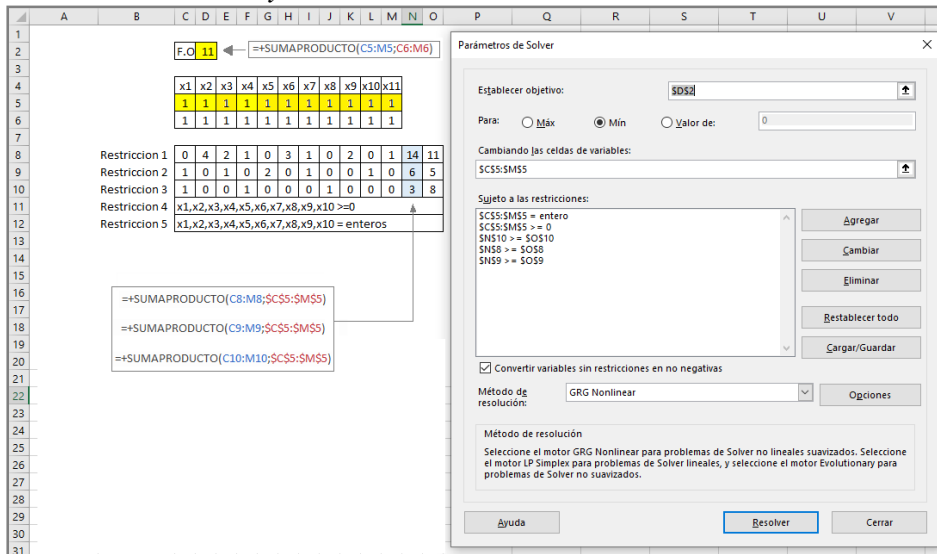 A B C D E F G H I J K L M N O P Q R S T U V
1
2 F.O 11 =+SUMAPRODUCTO(C5:M5;C6:M6)
3
4 x1 x2 x3 x4 x5 x6 x7 x8 x9 x10 x11
5 1 1 1 1 1 1 1 1 1 1 1
6 1 1 1 1 1 1 1 1 1 1 1
7
8 Restriccion 1 0 4 2 1 0 3 1 0 2 0 1 14 11
9 Restriccion 2 1 0 1 0 2 0 1 0 0 1 0 6 5
10 Restriccion 3 1 0 0 1 0 0 0 1 0 0 0 3 8
11 Restriccion 4 x1,x2,x3,x4,x5,x6,x7,x8,x9,x10 >=0
12 Restriccion 5 x1,x2,x3,x4,x5,x6,x7,x8,x9,x10 = enteros
13
14
15
16 =+SUMAPRODUCTO(C8:M8;$C$5:$M$5)
17
18 =+SUMAPRODUCTO(C9:M9;$C$5:$M$5)
19
20 =+SUMAPRODUCTO(C10:M10;$C$5:$M$5)
21
22
23
24
25
26
27
28
29
30
31
Parámetros de Solver
Establecer objetivo: $D$2
Para: Máx Mín Valor de: 0
Cambiando las celdas de variables:
$C$5:$M$5
Sujeto a las restricciones:
$C$5:$M$5 = entero
$C$5:$M$5 >= 0
$N$10 >= $O$10
$N$8 >= $O$8
$N$9 >= $O$9
Agregar
Cambiar
Eliminar
Restablecer todo
Cargar/Guardar
Convertir variables sin restricciones en no negativas
Método de resolución: GRG Nonlinear Opciones
Método de resolución
Seleccione el motor GRG Nonlinear para problemas de Solver no lineales suavizados. Seleccione
el motor LP Simplex para problemas de Solver lineales, y seleccione el motor Evolutionary para
problemas de Solver no suavizados.
Ayuda Resolver Cerrar